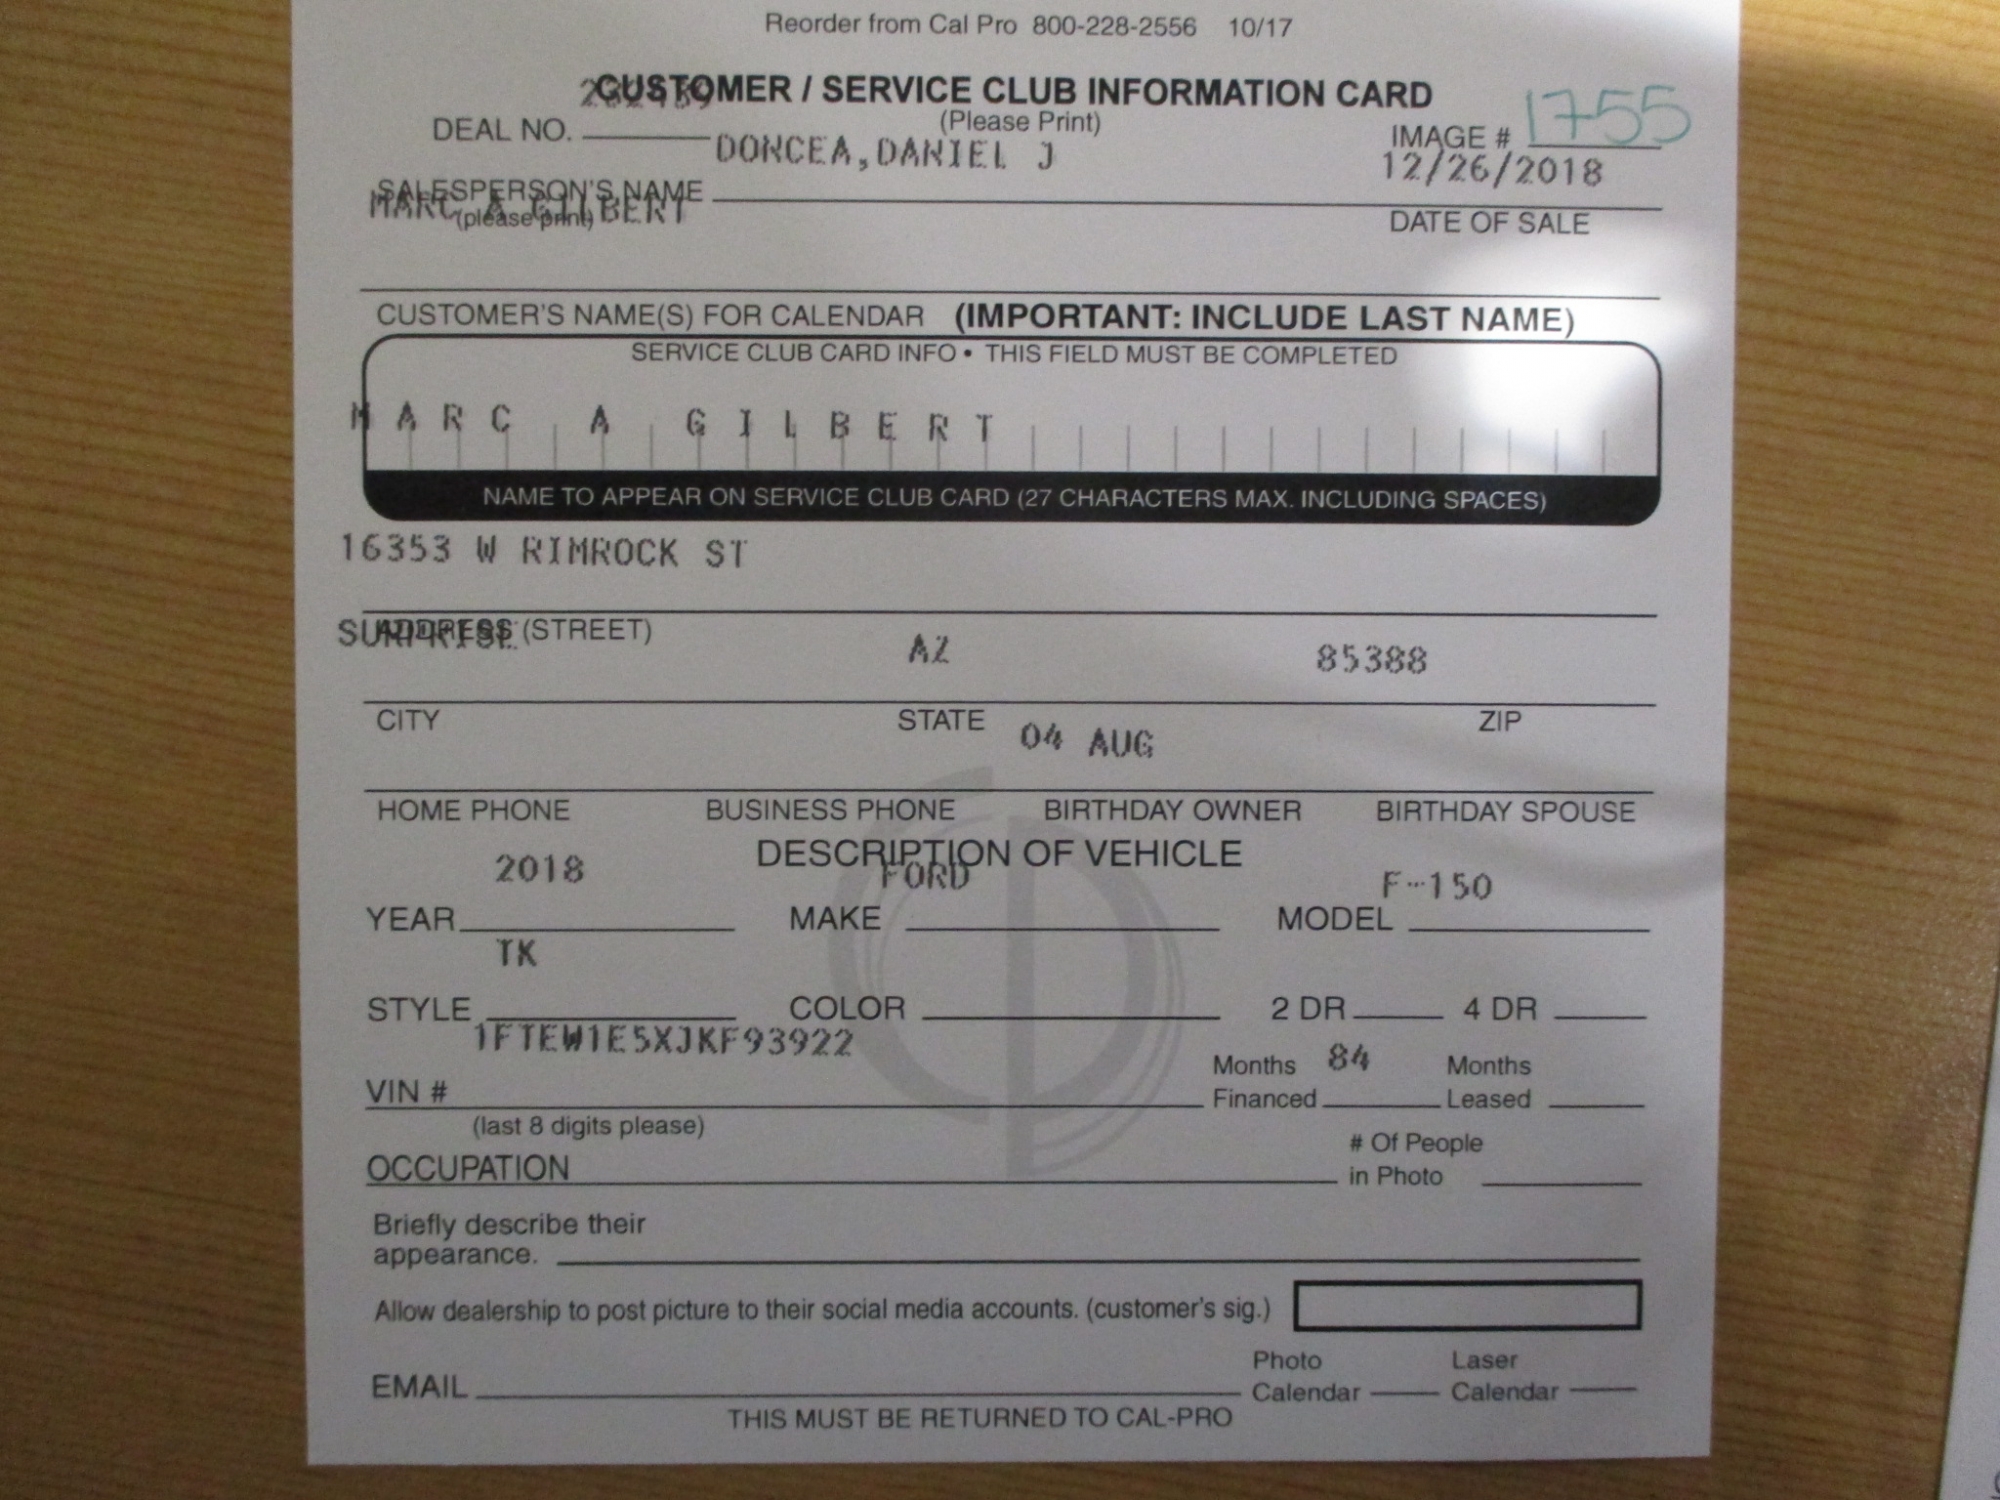 Reorder from Cal Pro 800-228-2556 10/17
CUSTOMER / SERVICE CLUB INFORMATION CARD
(Please Print)
DEAL NO.
IMAGE # 1755
DONCEA,DANIEL J
12/26/2018
SALESPERSON'S NAME
(please print)
DATE OF SALE
MARC A GILBERT
CUSTOMER'S NAME(S) FOR CALENDAR (IMPORTANT: INCLUDE LAST NAME)
SERVICE CLUB CARD INFO • THIS FIELD MUST BE COMPLETED
MARC A GILBERT
NAME TO APPEAR ON SERVICE CLUB CARD (27 CHARACTERS MAX. INCLUDING SPACES)
16353 W RIMROCK ST
ADDRESS (STREET)
SURPRISE AZ 85388
CITY STATE ZIP
04 AUG
HOME PHONE BUSINESS PHONE BIRTHDAY OWNER BIRTHDAY SPOUSE
DESCRIPTION OF VEHICLE
2018 FORD F-150
YEAR MAKE MODEL
TK
STYLE COLOR 2 DR 4 DR
1FTEW1E5XJKF93922
VIN #
(last 8 digits please)
Months 84 Months
Financed Leased
OCCUPATION
# Of People
in Photo
Briefly describe their
appearance.
Allow dealership to post picture to their social media accounts. (customer's sig.)
EMAIL
Photo Laser
Calendar Calendar
THIS MUST BE RETURNED TO CAL-PRO